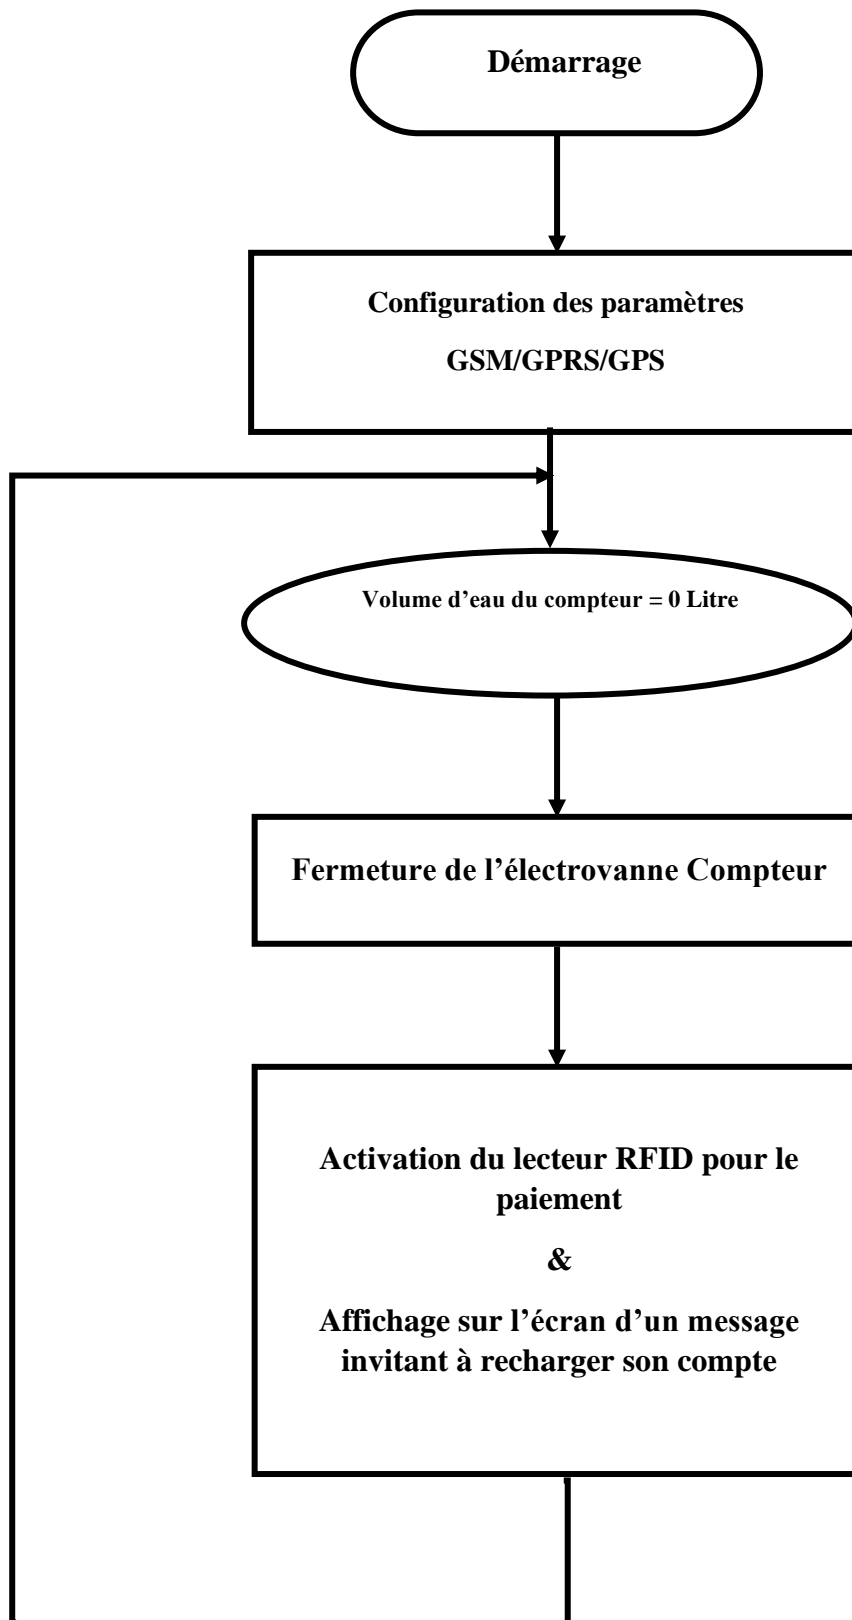 Démarrage
Configuration des paramètres
GSM/GPRS/GPS
Volume d’eau du compteur = 0 Litre
Fermeture de l’électrovanne Compteur
Activation du lecteur RFID pour le
paiement
&
Affichage sur l’écran d’un message
invitant à recharger son compte